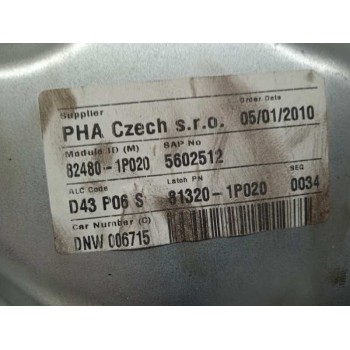 Supplier
Order Date
PHA Czech s.r.o.
05/01/2010
Module ID (M)
BAP No
82480-1P020
5602512
ALC Code
Latch PN
SEQ
D43 P06 S
81320-1P020
0034
Car Number (C)
DNW 006715